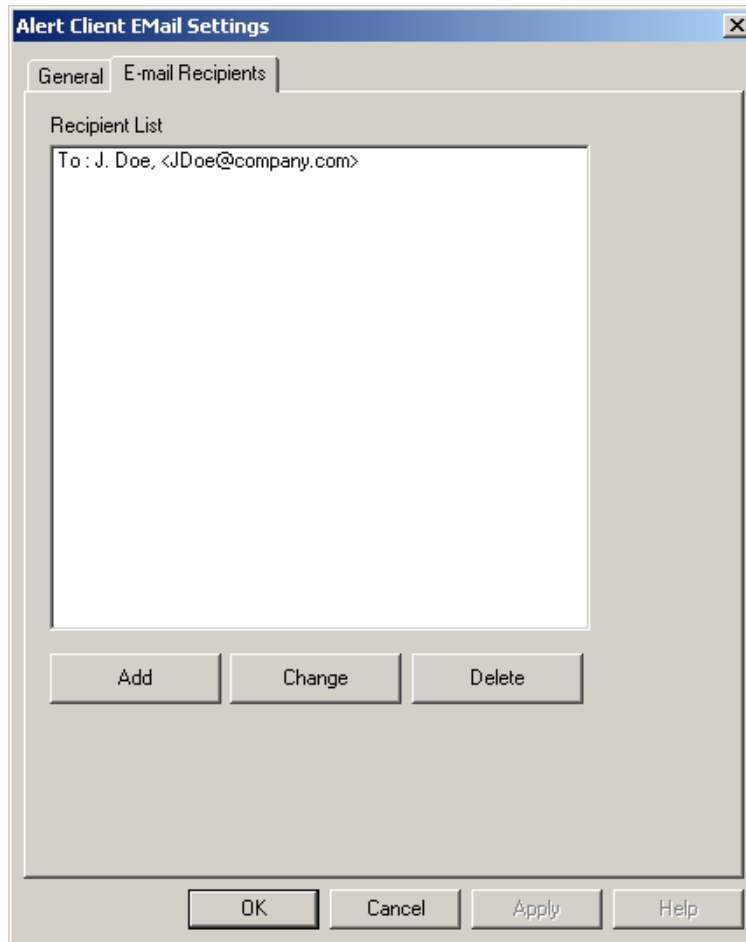 Alert Client EMail Settings
General E-mail Recipients
Recipient List
To : J. Doe, <JDoe@company.com>
Add Change Delete
OK Cancel Apply Help